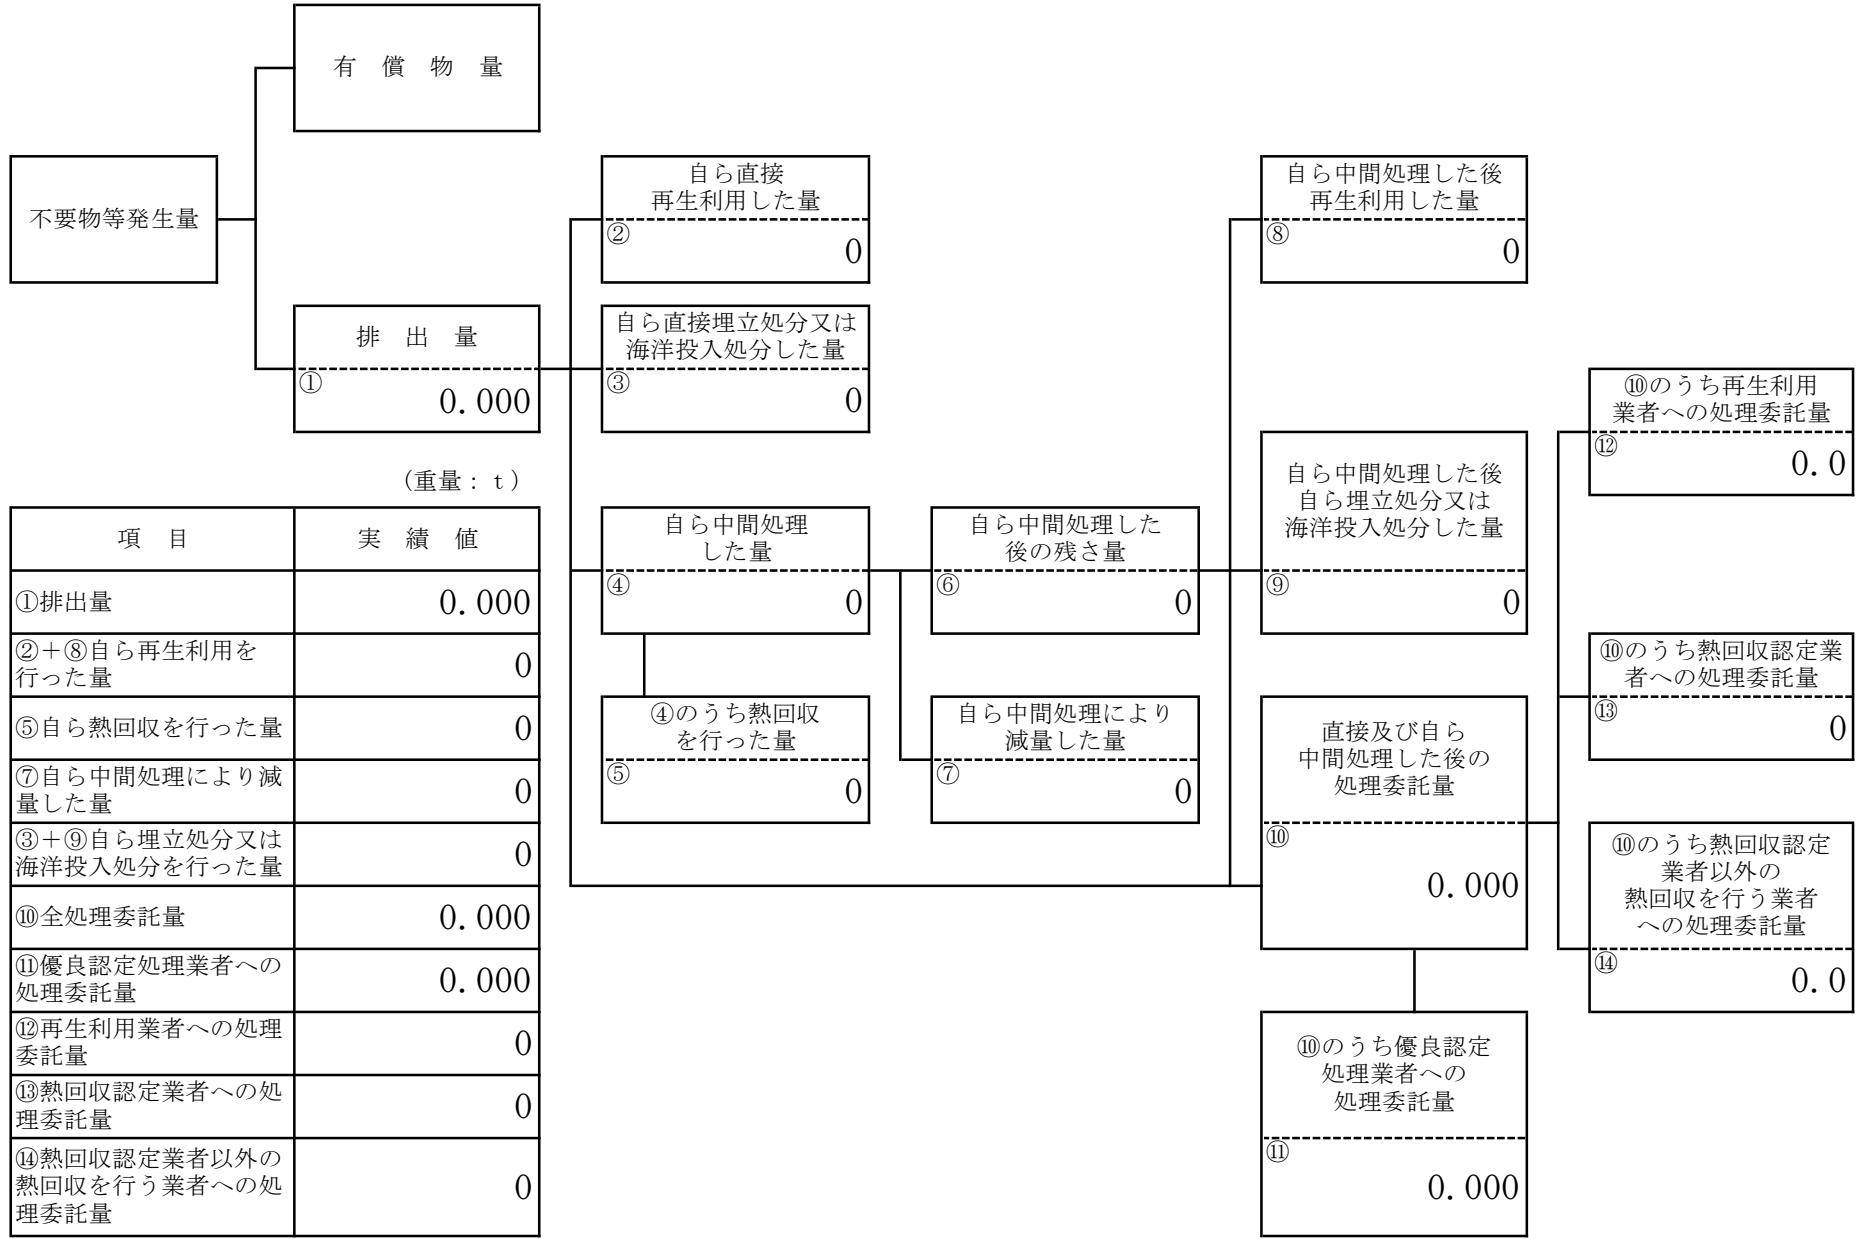 有 償 物 量
不要物等発生量
排 出 量
①
0.000
自ら直接
再生利用した量
②
0
自ら直接埋立処分又は
海洋投入処分した量
③
0
自ら中間処理
した量
④
0
④のうち熱回収
を行った量
⑤
0
自ら中間処理した
後の残さ量
⑥
0
自ら中間処理により
減量した量
⑦
0
自ら中間処理した後
再生利用した量
⑧
0
自ら中間処理した後
自ら埋立処分又は
海洋投入処分した量
⑨
0
直接及び自ら
中間処理した後の
処理委託量
⑩
0.000
⑩のうち優良認定
処理業者への
処理委託量
⑪
0.000
⑩のうち再生利用
業者への処理委託量
⑫
0.0
⑩のうち熱回収認定業
者への処理委託量
⑬
0
⑩のうち熱回収認定
業者以外の
熱回収を行う業者
への処理委託量
⑭
0.0
(重量:t)
項 目 実 績 値
①排出量 0.000
②+⑧自ら再生利用を
行った量 0
⑤自ら熱回収を行った量 0
⑦自ら中間処理により減
量した量 0
③+⑨自ら埋立処分又は
海洋投入処分を行った量 0
⑩全処理委託量 0.000
⑪優良認定処理業者への
処理委託量 0.000
⑫再生利用業者への処理
委託量 0
⑬熱回収認定業者への処
理委託量 0
⑭熱回収認定業者以外の
熱回収を行う業者への処
理委託量 0